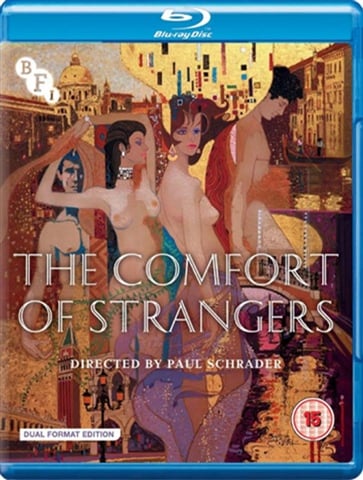 Blu-ray Disc
BFI
THE COMFORT
OF STRANGERS
DIRECTED BY PAUL SCHRADER
DUAL FORMAT EDITION
15